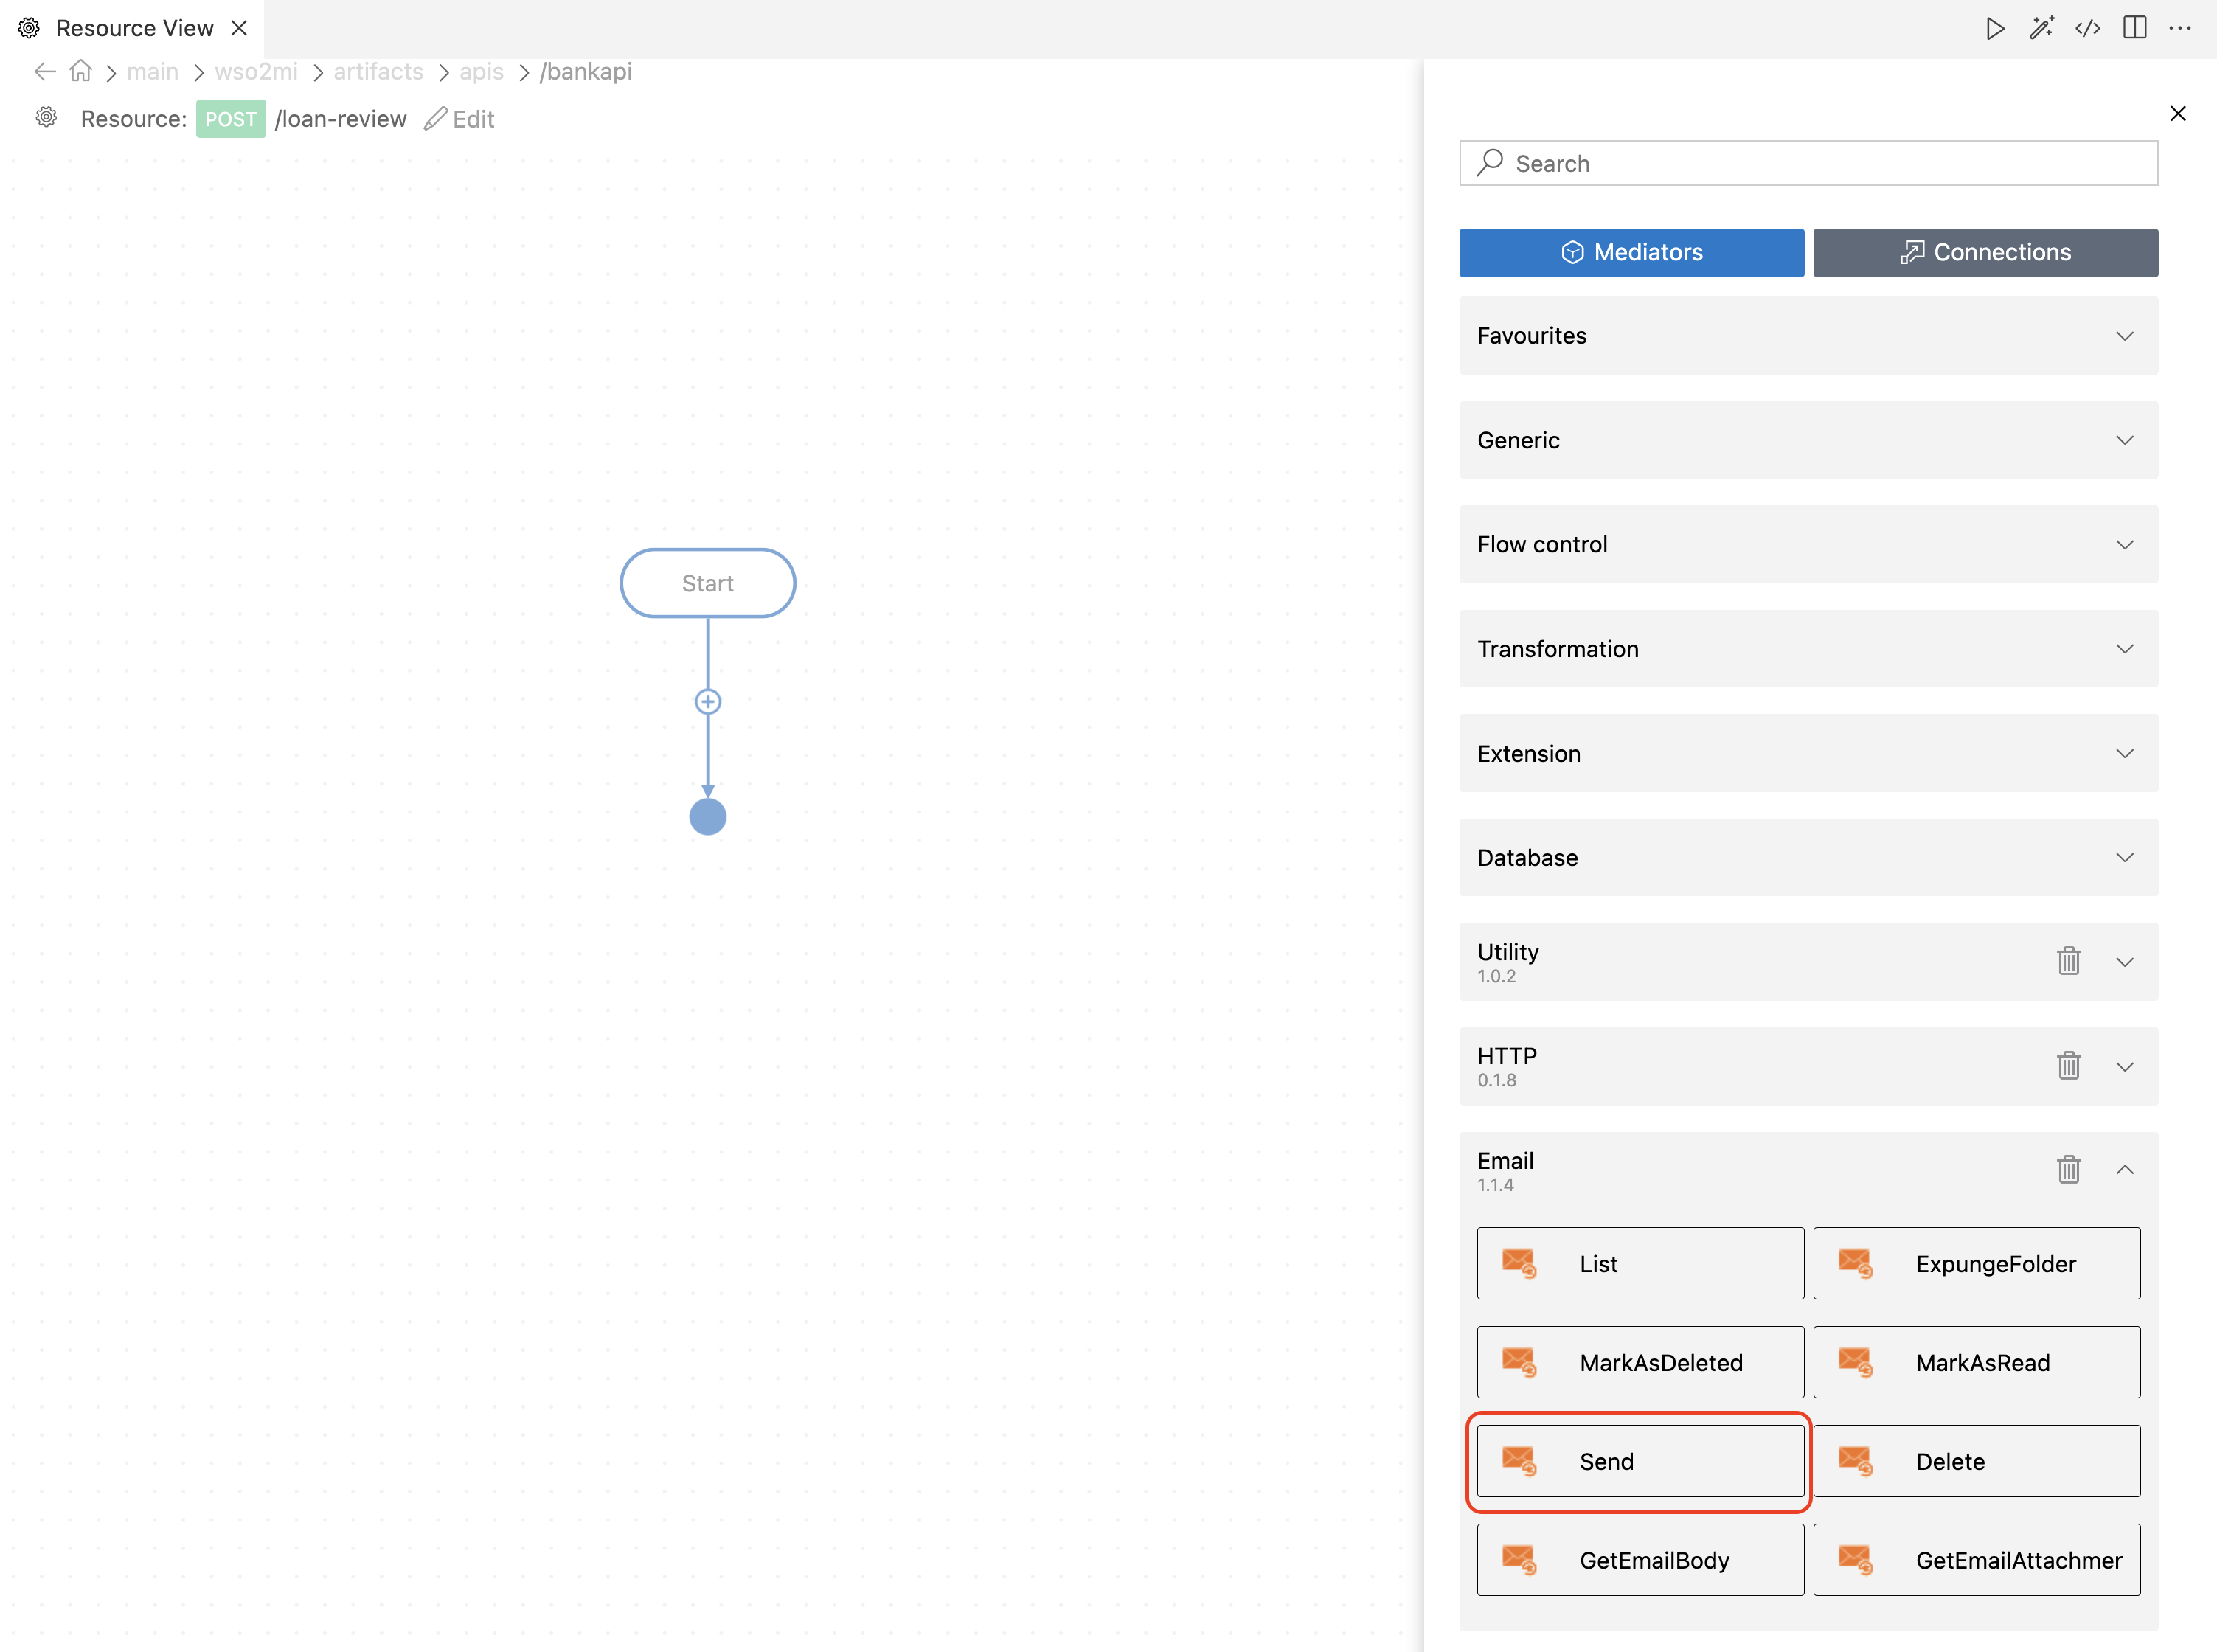 Resource View
main wso2mi artifacts apis /bankapi
Resource: POST /loan-review Edit
Start
Search
Mediators Connections
Favourites
Generic
Flow control
Transformation
Extension
Database
Utility
1.0.2
HTTP
0.1.8
Email
1.1.4
List ExpungeFolder
MarkAsDeleted MarkAsRead
Send Delete
GetEmailBody GetEmailAttachmer